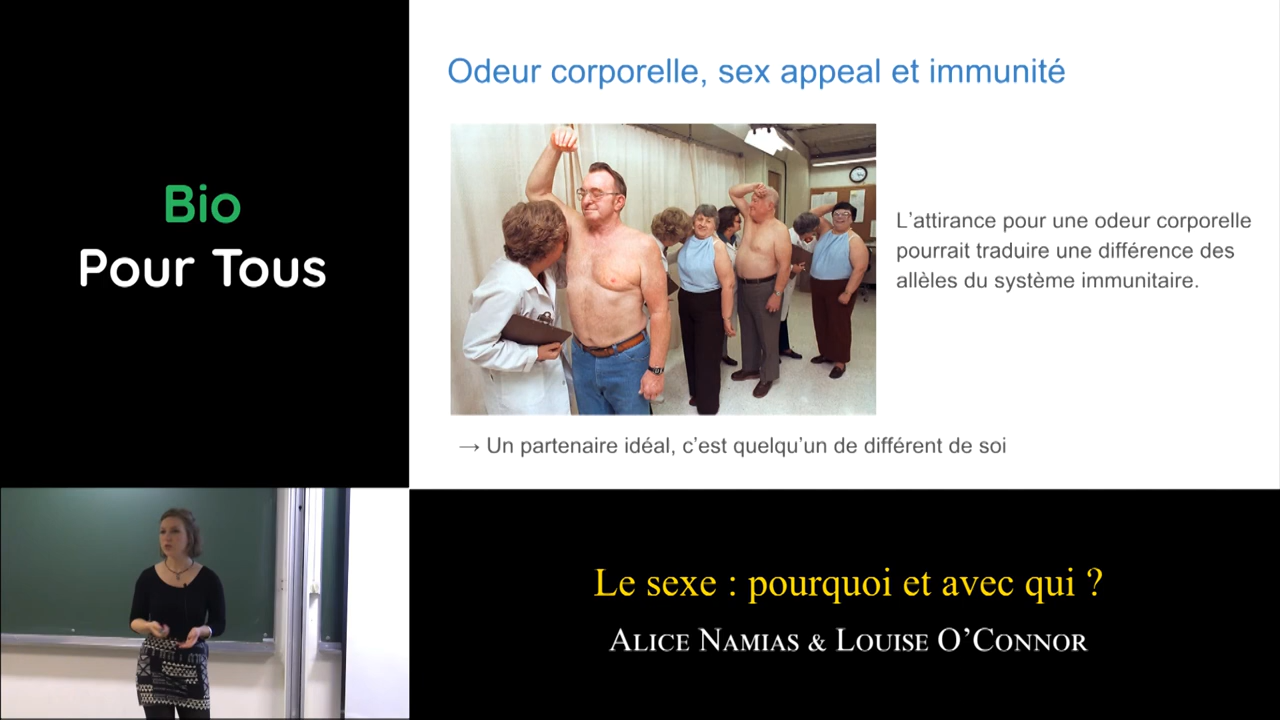 Bio
Pour Tous
Odeur corporelle, sex appeal et immunité
L'attirance pour une odeur corporelle
pourrait traduire une différence des
allèles du système immunitaire.
→ Un partenaire idéal, c'est quelqu'un de différent de soi
Le sexe : pourquoi et avec qui ?
Alice Namias & Louise O'Connor